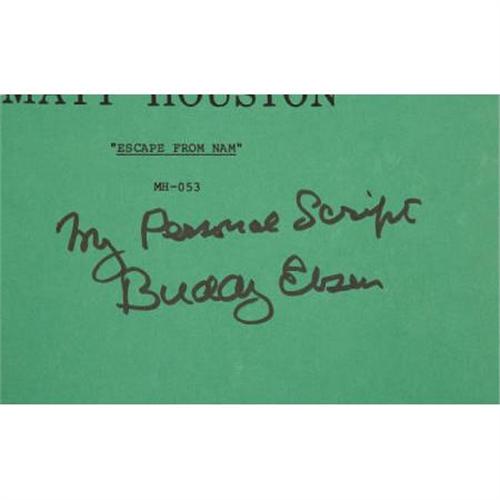 MATT HOUSTON
"ESCAPE FROM NAM"
MH-053
My Personal Script
Buddy Ebsen